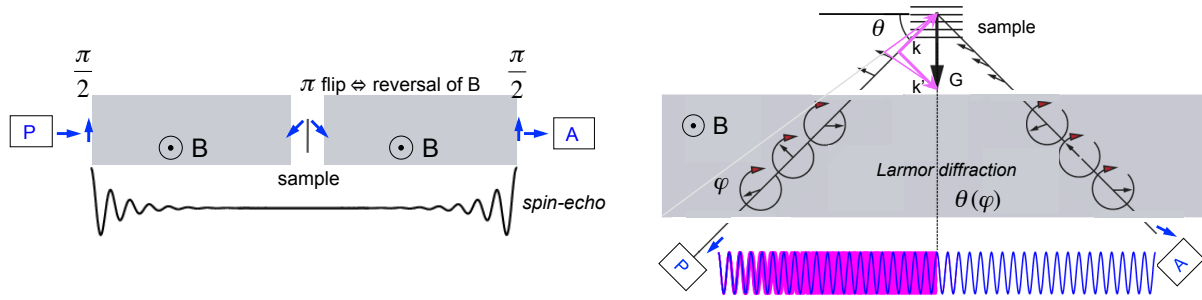 π/2
π flip ⇔ reversal of B
π/2
P
⊙ B
⊙ B
A
sample
spin-echo
θ
sample
k
k'
G
⊙ B
Larmor diffraction
φ
θ(φ)
P
A